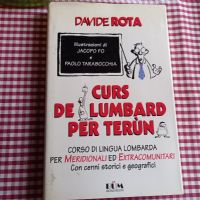 DAVIDE ROTA
Illustrazioni di
JACOPO FO
e
PAOLO TARABOCCHIA
CURS
DE LUMBARD
PER TERÙN
CORSO DI LINGUA LOMBARDA
PER MERIDIONALI ED EXTRACOMUNITARI
Con cenni storici e geografici
BÜM